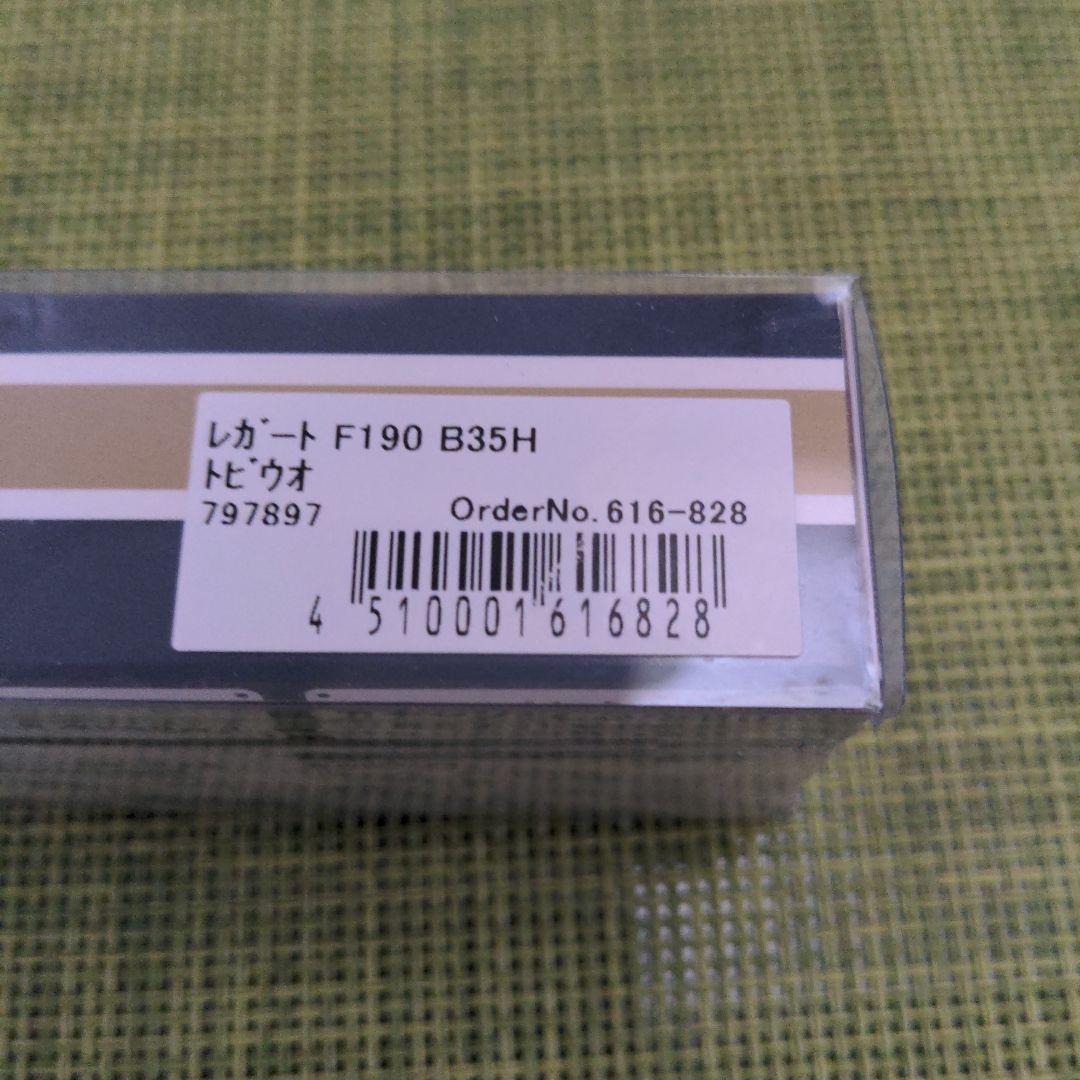 ﾚｶﾞｰﾄ F190 B35H
ﾄﾋﾞｳｵ
797897 OrderNo.616-828
4 510001 616828